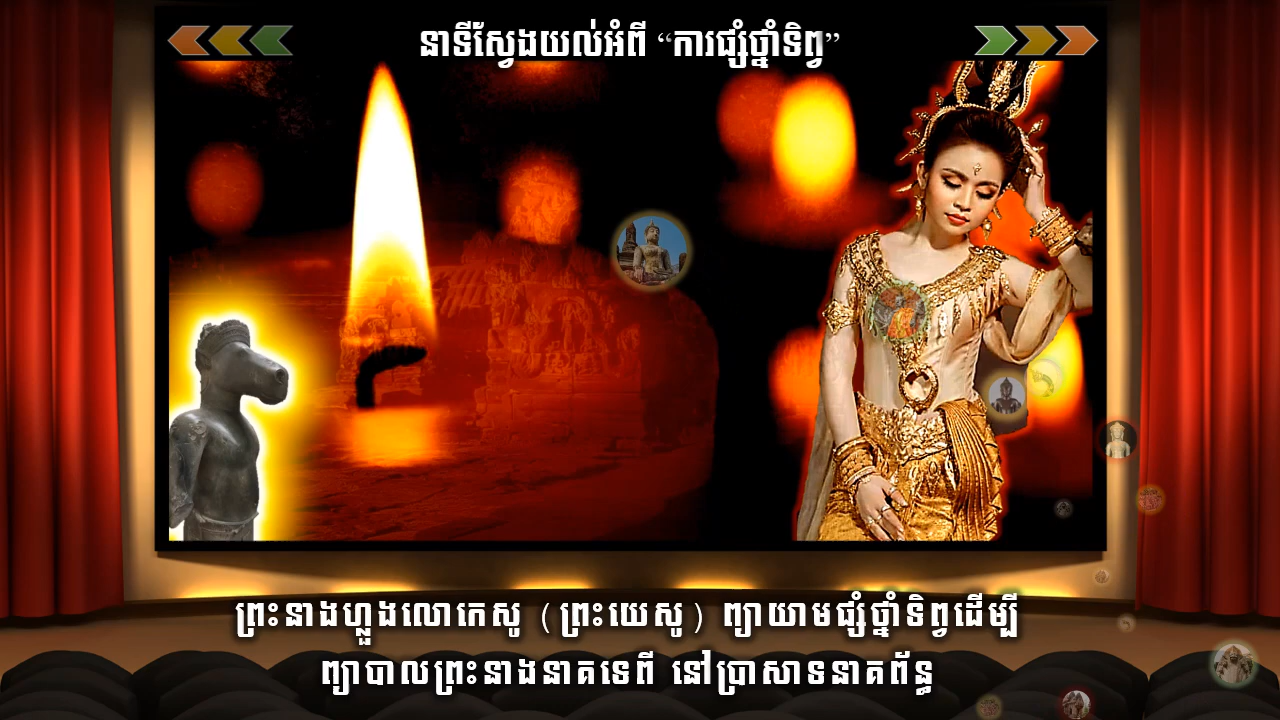 នាទីស្វែងយល់អំពី “ការផ្សំថ្នាំទិព្វ”
ព្រះនាងហ្លួងលោកេសូ (ព្រះយេសូ) ព្យាយាមផ្សំថ្នាំទិព្វដើម្បី
ព្យាបាលព្រះនាងនាគទេពី នៅប្រាសាទនាគព័ន្ធ